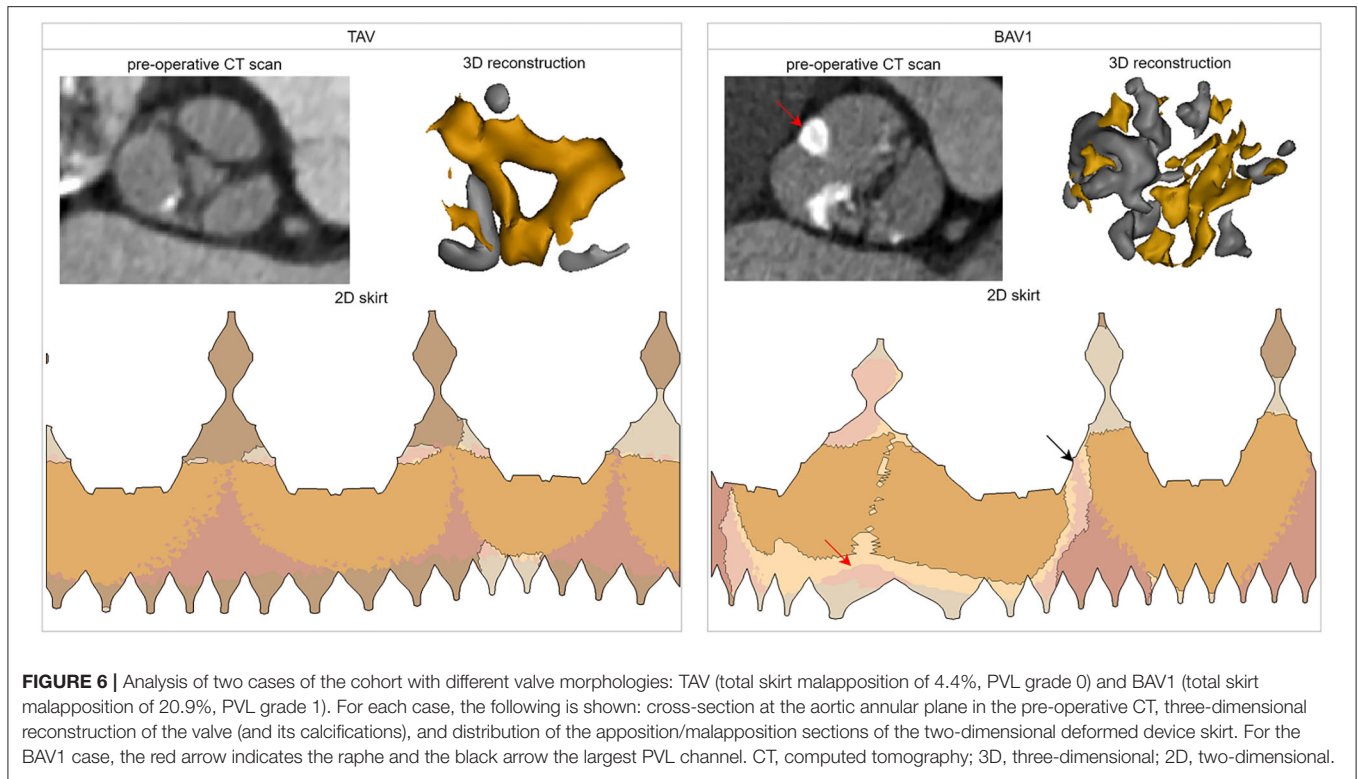 TAV
pre-operative CT scan
3D reconstruction
2D skirt
BAV1
pre-operative CT scan
3D reconstruction
2D skirt
FIGURE 6 | Analysis of two cases of the cohort with different valve morphologies: TAV (total skirt malapposition of 4.4%, PVL grade 0) and BAV1 (total skirt
malapposition of 20.9%, PVL grade 1). For each case, the following is shown: cross-section at the aortic annular plane in the pre-operative CT, three-dimensional
reconstruction of the valve (and its calcifications), and distribution of the apposition/malapposition sections of the two-dimensional deformed device skirt. For the
BAV1 case, the red arrow indicates the raphe and the black arrow the largest PVL channel. CT, computed tomography; 3D, three-dimensional; 2D, two-dimensional.